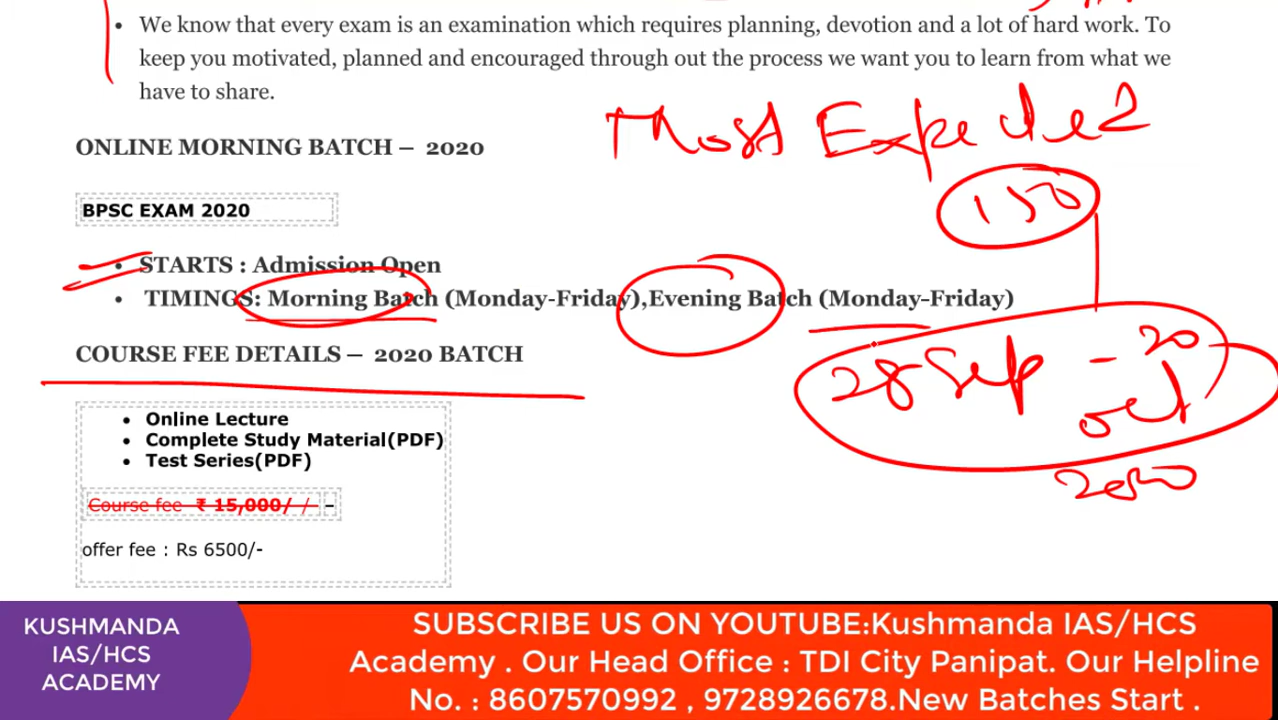 • We know that every exam is an examination which requires planning, devotion and a lot of hard work. To
keep you motivated, planned and encouraged through out the process we want you to learn from what we
have to share.
Most Expected
ONLINE MORNING BATCH – 2020
150
BPSC EXAM 2020
• STARTS : Admission Open
• TIMINGS: Morning Batch (Monday-Friday),Evening Batch (Monday-Friday)
COURSE FEE DETAILS – 2020 BATCH
28 Sep – 20
oct
• Online Lecture
• Complete Study Material(PDF)
• Test Series(PDF)
Course fee ₹ 15,000/ / –
offer fee : Rs 6500/-
KUSHMANDA
IAS/HCS
ACADEMY
SUBSCRIBE US ON YOUTUBE:Kushmanda IAS/HCS
Academy . Our Head Office : TDI City Panipat. Our Helpline
No. : 8607570992 , 9728926678.New Batches Start .